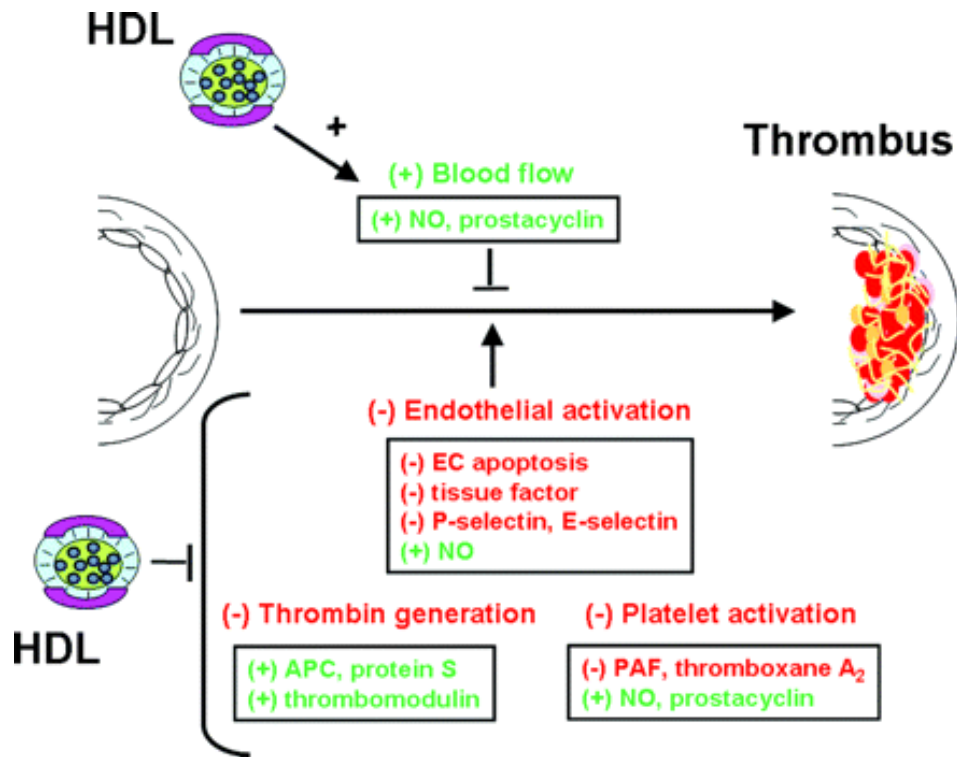 HDL
+
Thrombus
(+) Blood flow
(+) NO, prostacyclin
(-) Endothelial activation
(-) EC apoptosis
(-) tissue factor
(-) P-selectin, E-selectin
(+) NO
HDL
(-) Thrombin generation
(+) APC, protein S
(+) thrombomodulin
(-) Platelet activation
(-) PAF, thromboxane A₂
(+) NO, prostacyclin